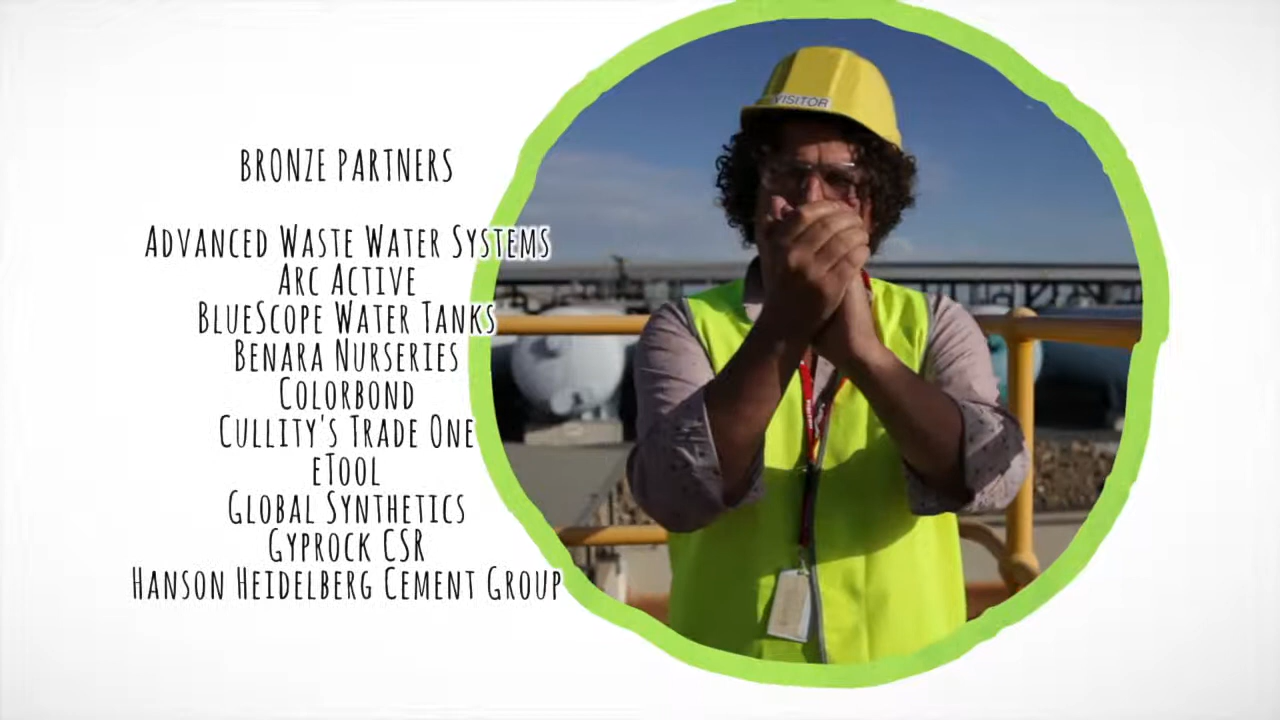 BRONZE PARTNERS
ADVANCED WASTE WATER SYSTEMS
ARC ACTIVE
BLUESCOPE WATER TANKS
BENARA NURSERIES
COLORBOND
CULLITY'S TRADE ONE
eTOOL
GLOBAL SYNTHETICS
GYPROCK CSR
HANSON HEIDELBERG CEMENT GROUP
VISITOR